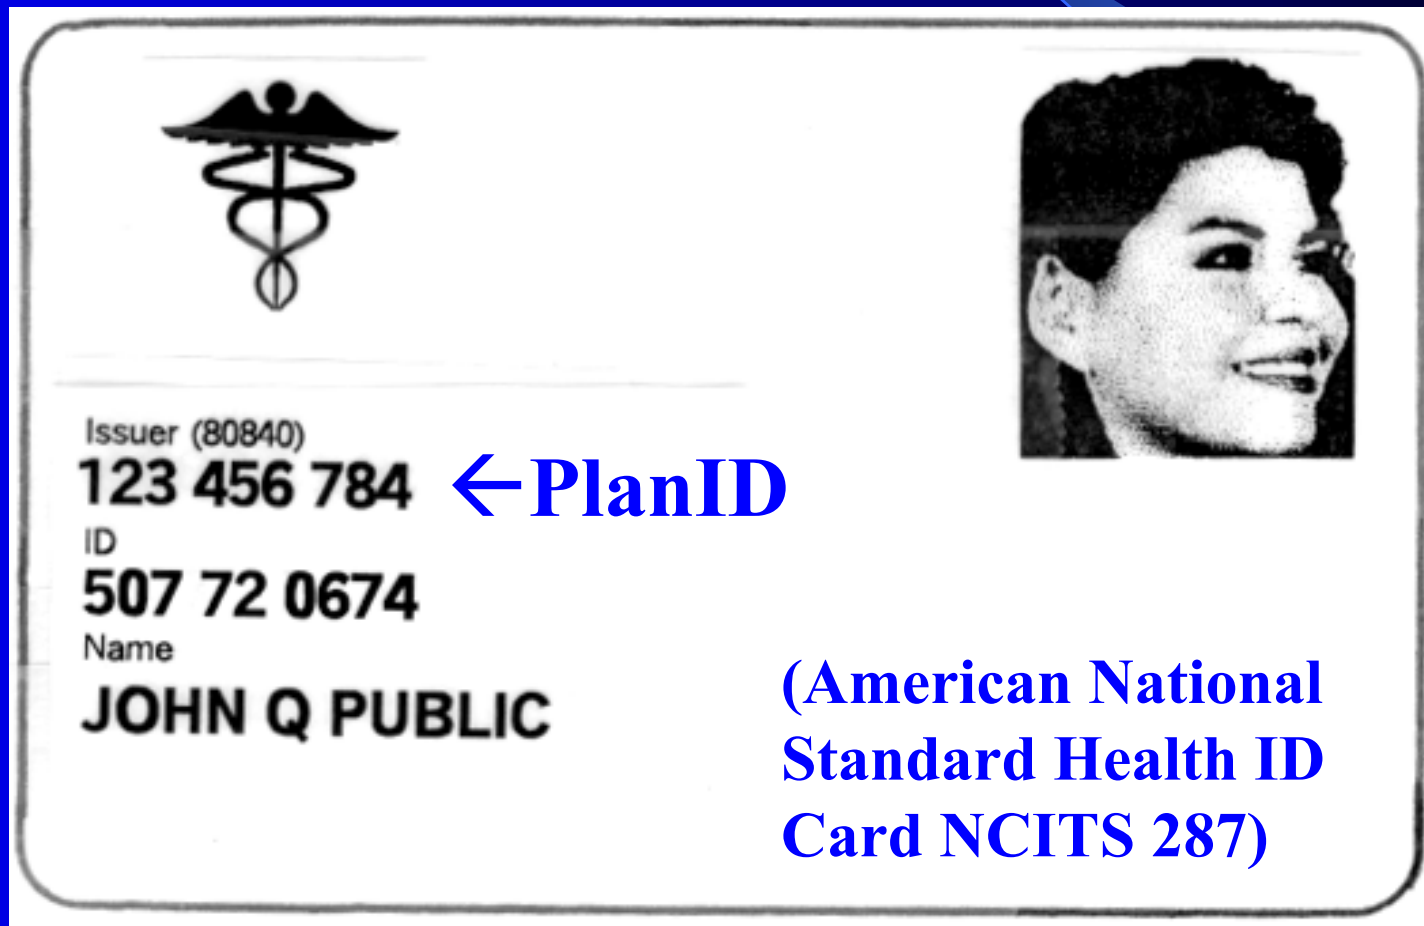 Issuer (80840)
123 456 784
←PlanID
ID
507 72 0674
Name
JOHN Q PUBLIC
(American National
Standard Health ID
Card NCITS 287)